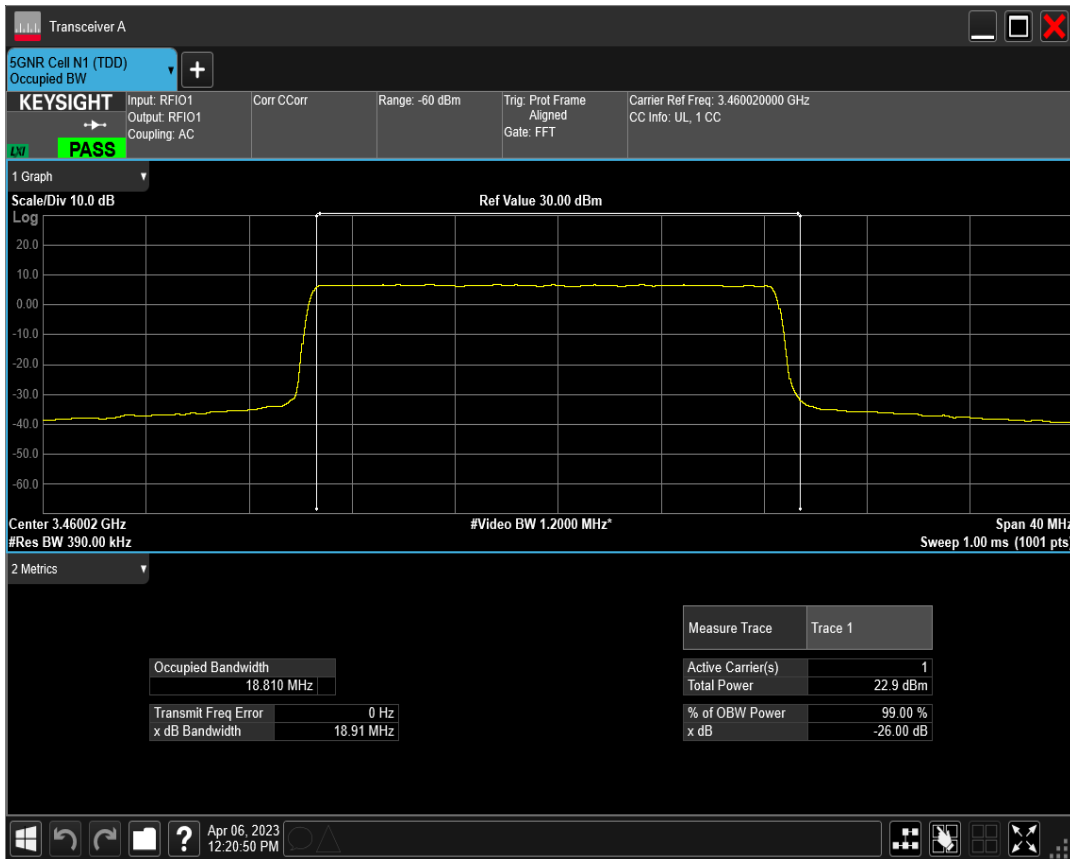 Transceiver A
5GNR Cell N1 (TDD)
Occupied BW
+
KEYSIGHT
LXI
PASS
Input: RFIO1
Output: RFIO1
Coupling: AC
Corr CCorr
Range: -60 dBm
Trig: Prot Frame
Aligned
Gate: FFT
Carrier Ref Freq: 3.460020000 GHz
CC Info: UL, 1 CC
1 Graph
Scale/Div 10.0 dB
Ref Value 30.00 dBm
Log
20.0
10.0
0.00
-10.0
-20.0
-30.0
-40.0
-50.0
-60.0
Center 3.46002 GHz
#Video BW 1.2000 MHz*
Span 40 MHz
#Res BW 390.00 kHz
Sweep 1.00 ms (1001 pts)
2 Metrics
Measure Trace Trace 1
Occupied Bandwidth
18.810 MHz
Active Carrier(s) 1
Total Power 22.9 dBm
Transmit Freq Error 0 Hz
x dB Bandwidth 18.91 MHz
% of OBW Power 99.00 %
x dB -26.00 dB
?
Apr 06, 2023
12:20:50 PM